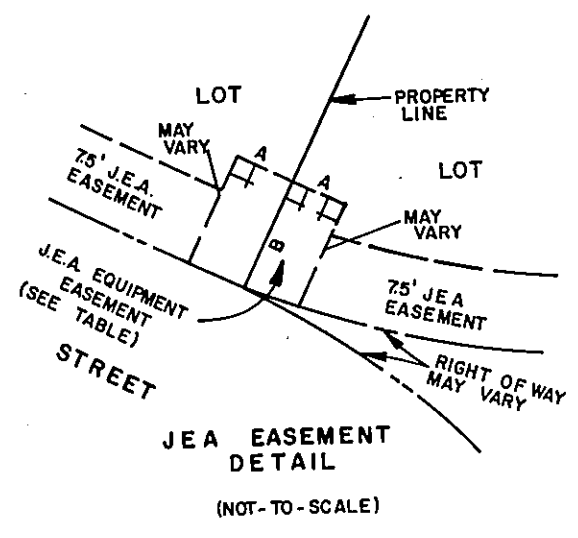 LOT
PROPERTY
LINE
MAY
VARY
A
A
LOT
7.5' J.E.A.
EASEMENT
MAY
VARY
B
J.E.A. EQUIPMENT
EASEMENT
(SEE TABLE)
7.5' JEA
EASEMENT
STREET
RIGHT OF WAY
MAY VARY
JEA EASEMENT
DETAIL
(NOT-TO-SCALE)